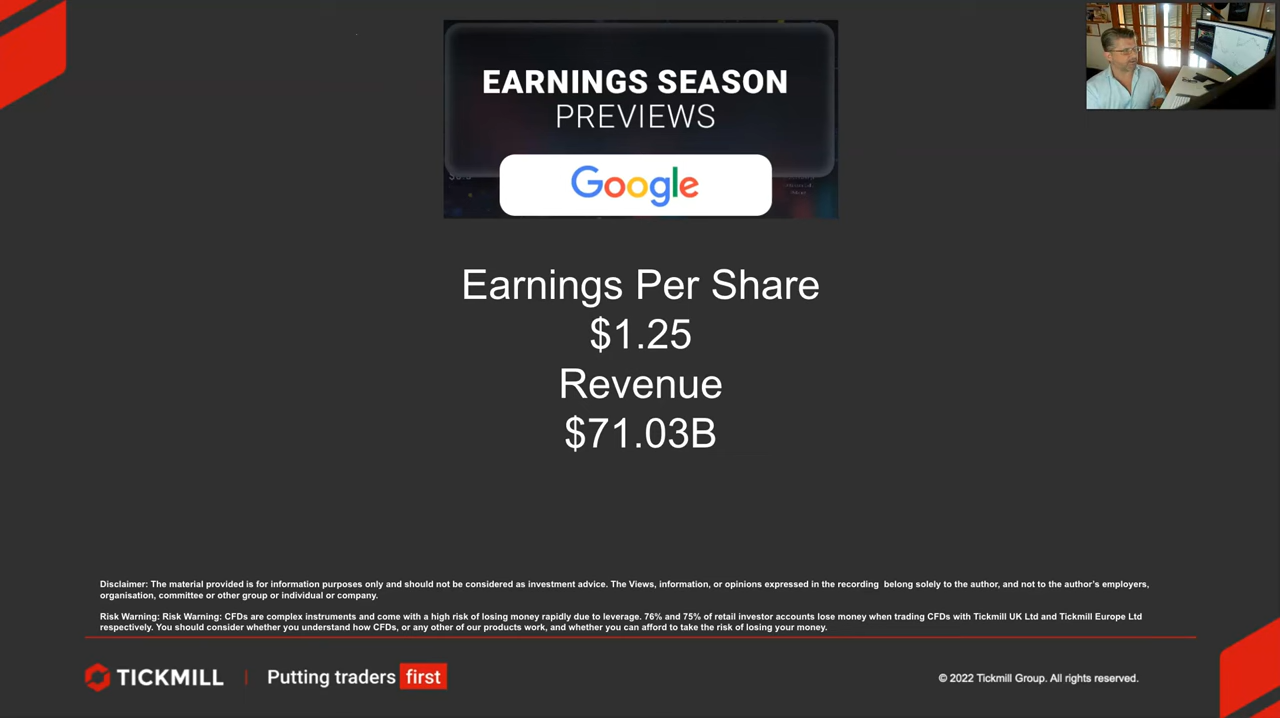 EARNINGS SEASON
PREVIEWS
Google
Earnings Per Share
$1.25
Revenue
$71.03B
Disclaimer: The material provided is for information purposes only and should not be considered as investment advice. The Views, information, or opinions expressed in the recording belong solely to the author, and not to the author's employers,
organisation, committee or other group or individual or company.
Risk Warning: Risk Warning: CFDs are complex instruments and come with a high risk of losing money rapidly due to leverage. 76% and 75% of retail investor accounts lose money when trading CFDs with Tickmill UK Ltd and Tickmill Europe Ltd
respectively. You should consider whether you understand how CFDs, or any other of our products work, and whether you can afford to take the risk of losing your money.
TICKMILL | Putting traders first
© 2022 Tickmill Group. All rights reserved.